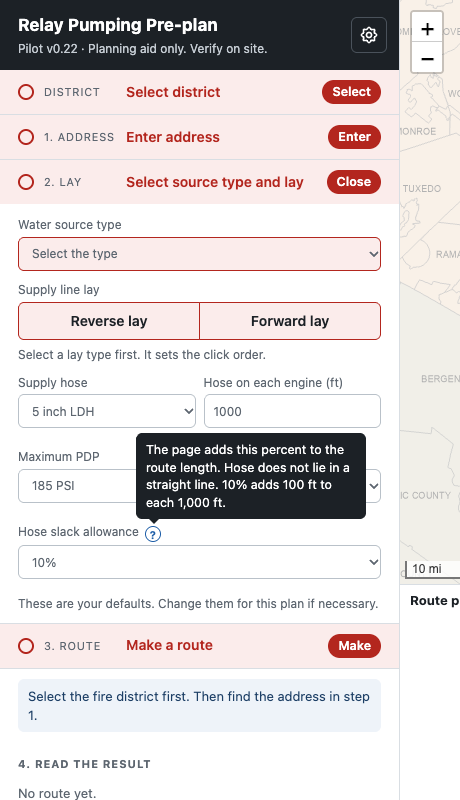 Relay Pumping Pre-plan
Pilot v0.22 · Planning aid only. Verify on site.
DISTRICT Select district Select
1. ADDRESS Enter address Enter
2. LAY Select source type and lay Close
Water source type
Select the type
Supply line lay
Reverse lay Forward lay
Select a lay type first. It sets the click order.
Supply hose Hose on each engine (ft)
5 inch LDH 1000
The page adds this percent to the
route length. Hose does not lie in a
straight line. 10% adds 100 ft to
each 1,000 ft.
Maximum PDP
185 PSI
Hose slack allowance ?
10%
These are your defaults. Change them for this plan if necessary.
3. ROUTE Make a route Make
Select the fire district first. Then find the address in step
1.
4. READ THE RESULT
No route yet.
+
−
MONROE
TUXEDO
RAMA
BERGEN
IC COUNTY
10 mi
Route p